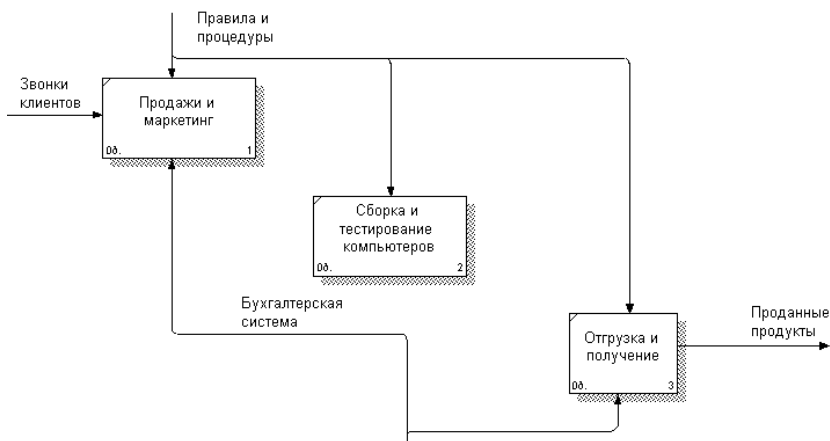 Правила и
процедуры
Звонки
клиентов
Продажи и
маркетинг
0д.
1
Сборка и
тестирование
компьютеров
0д.
2
Бухгалтерская
система
Проданные
продукты
Отгрузка и
получение
0д.
3